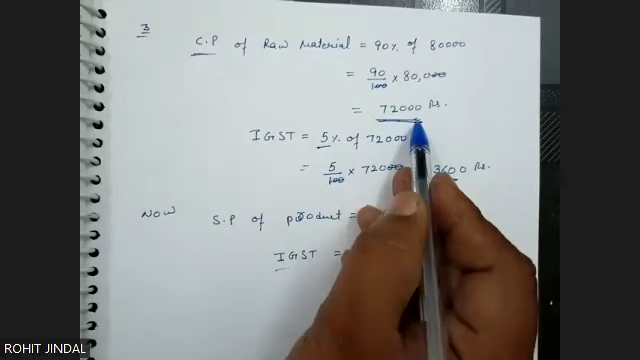 3
C.P of Raw Material = 90% of 80000
= 90/100 x 80,000
= 72000 Rs.
IGST = 5% of 72000
= 5/100 x 72000 3600 Rs.
NOW S.P of product =
IGST =
ROHIT JINDAL